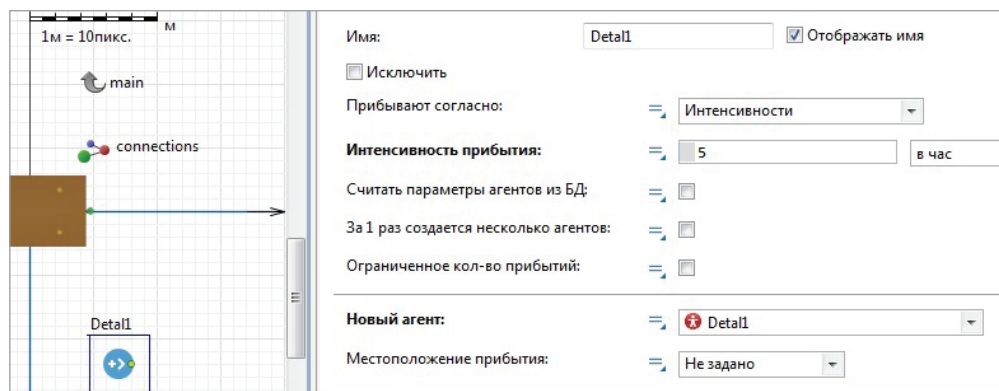 м
1м = 10пикс.
main
connections
Detal1
Имя: Detal1 Отображать имя
Исключить
Прибывают согласно: Интенсивности
Интенсивность прибытия: 5 в час
Считать параметры агентов из БД:
За 1 раз создается несколько агентов:
Ограниченное кол-во прибытий:
Новый агент: Detal1
Местоположение прибытия: Не задано